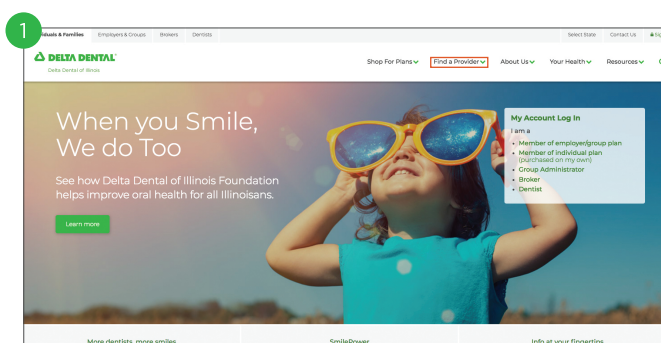 1
Individuals & Families Employers & Groups Brokers Dentists Select State Contact Us
DELTA DENTAL®
Delta Dental of Illinois
Shop For Plans Find a Provider About Us Your Health Resources
When you Smile,
We do Too
See how Delta Dental of Illinois Foundation
helps improve oral health for all Illinoisans.
Learn more
My Account Log In
I am a
• Member of employer/group plan
• Member of individual plan
(purchased on my own)
• Group Administrator
• Broker
• Dentist
More dentists, more smiles SmilePower Info at your fingertips